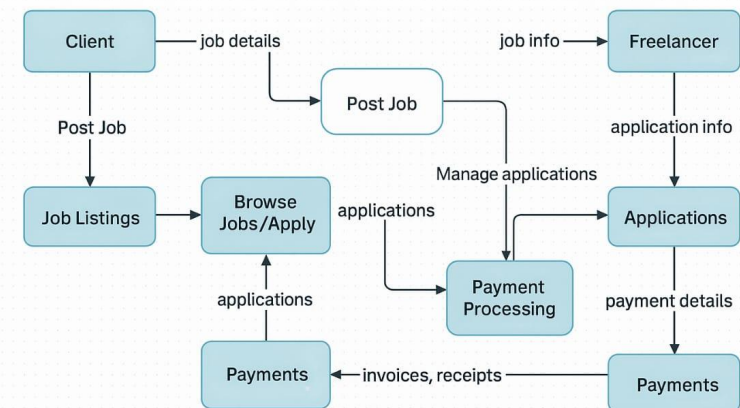 Client
job details
job info
Freelancer
Post Job
Post Job
application info
Manage applications
Job Listings
Browse
Jobs/Apply
applications
Applications
Payment
Processing
applications
payment details
Payments
invoices, receipts
Payments